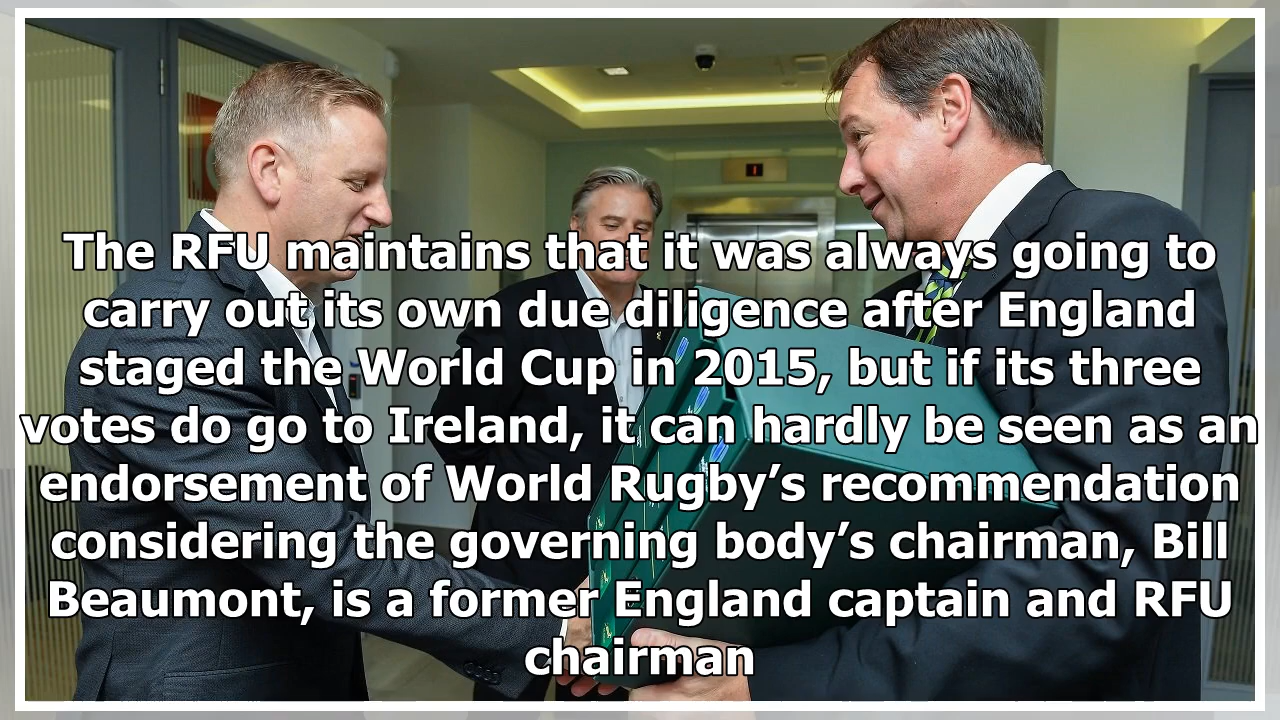 The RFU maintains that it was always going to
carry out its own due diligence after England
staged the World Cup in 2015, but if its three
votes do go to Ireland, it can hardly be seen as an
endorsement of World Rugby’s recommendation
considering the governing body’s chairman, Bill
Beaumont, is a former England captain and RFU
chairman